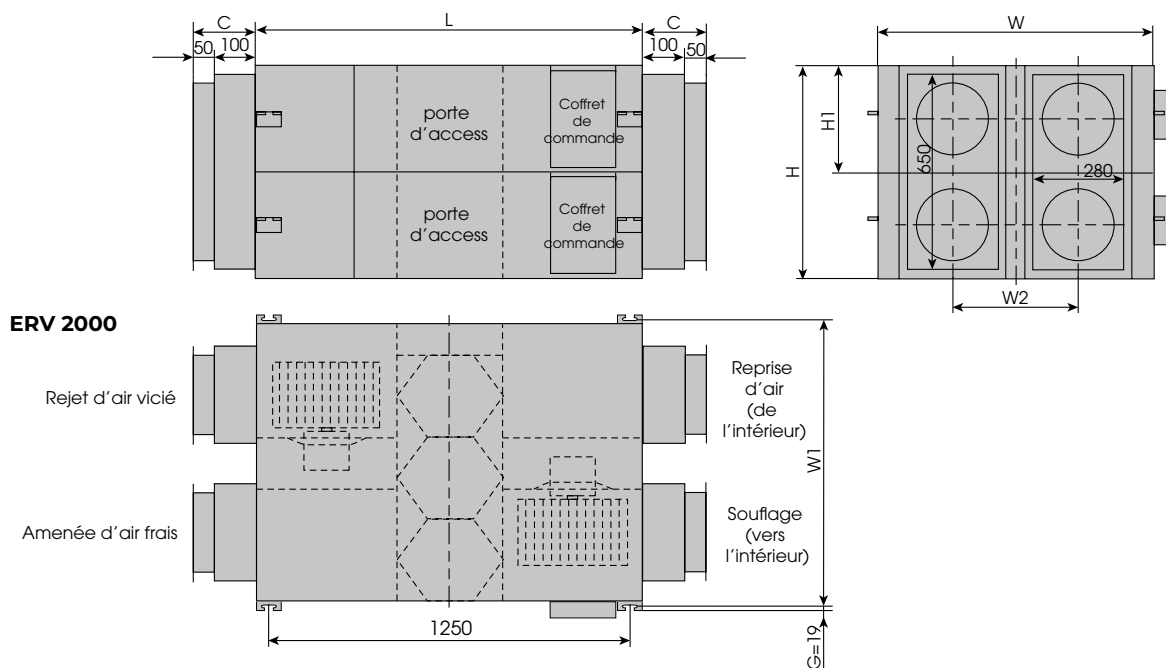 C
L
C
50
100
100
50
W
porte
d'access
Coffret
de
commande
porte
d'access
Coffret
de
commande
H
H1
650
280
W2
ERV 2000
Rejet d'air vicié
Reprise
d'air
(de
l'intérieur)
W1
Amenée d'air frais
Souflage
(vers
l'intérieur)
1250
G=19